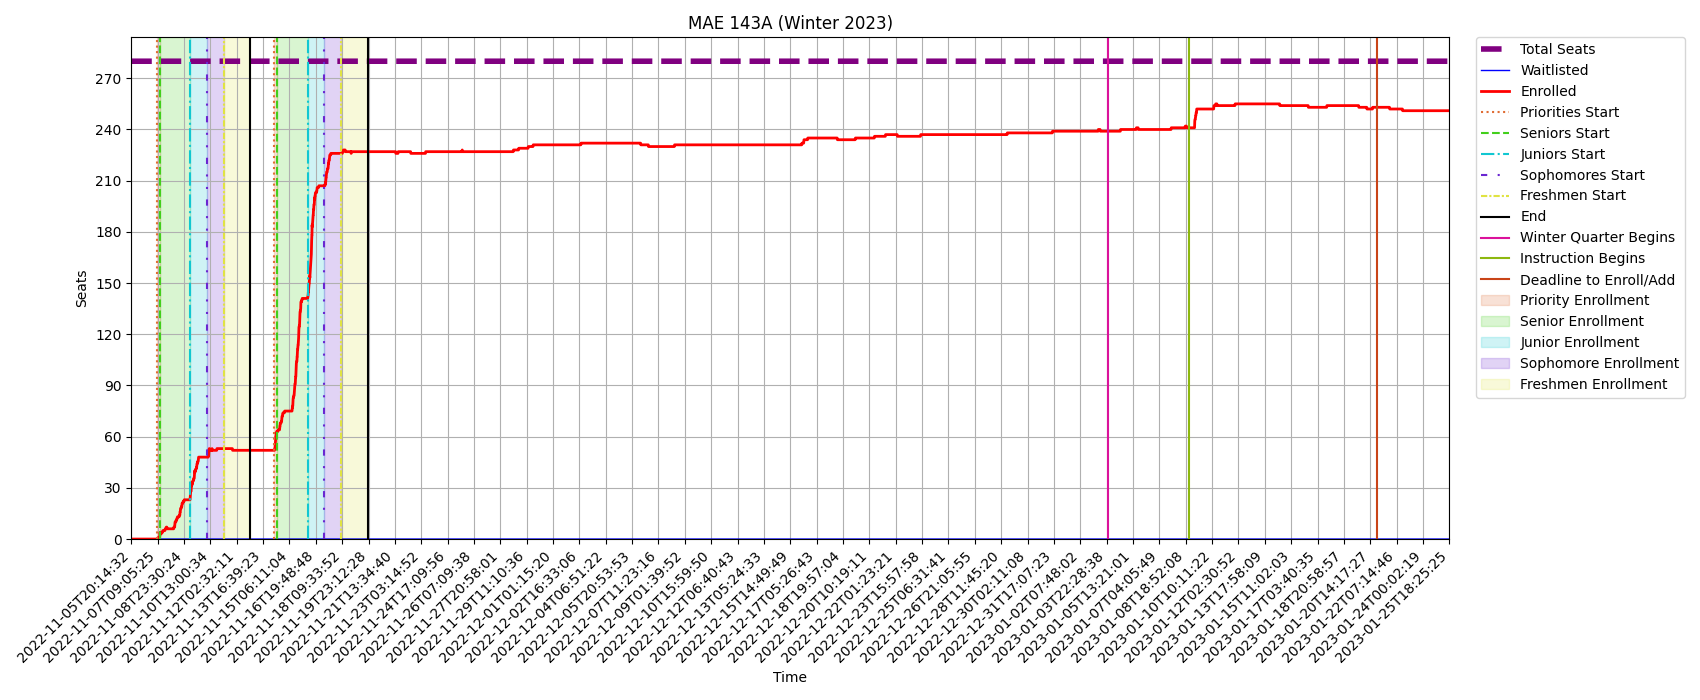 MAE 143A (Winter 2023)
Seats
270
240
210
180
150
120
90
60
30
0
2022-11-05T20:14:32
2022-11-07T09:05:25
2022-11-08T23:30:24
2022-11-10T13:00:34
2022-11-12T02:32:11
2022-11-13T16:39:23
2022-11-15T06:11:04
2022-11-16T19:48:48
2022-11-18T09:33:52
2022-11-19T23:12:28
2022-11-21T13:34:40
2022-11-23T03:14:52
2022-11-24T17:09:56
2022-11-26T07:09:38
2022-11-27T20:58:01
2022-11-29T11:10:36
2022-12-01T01:15:20
2022-12-02T16:33:06
2022-12-04T06:51:22
2022-12-05T20:53:53
2022-12-07T11:23:16
2022-12-09T01:39:52
2022-12-10T15:59:50
2022-12-12T06:40:43
2022-12-13T05:24:33
2022-12-15T14:49:49
2022-12-17T05:26:43
2022-12-18T19:57:04
2022-12-20T10:19:11
2022-12-22T01:23:21
2022-12-23T15:57:58
2022-12-25T06:31:41
2022-12-26T21:05:55
2022-12-28T11:45:20
2022-12-30T02:11:08
2022-12-31T17:07:23
2023-01-02T07:48:02
2023-01-03T22:28:38
2023-01-05T13:21:01
2023-01-07T04:05:49
2023-01-08T18:52:08
2023-01-10T10:11:22
2023-01-12T02:30:52
2023-01-13T17:58:09
2023-01-15T11:02:03
2023-01-17T03:40:35
2023-01-18T20:58:57
2023-01-20T14:17:27
2023-01-22T07:14:46
2023-01-24T00:02:19
2023-01-25T18:25:25
Time
Total Seats
Waitlisted
Enrolled
Priorities Start
Seniors Start
Juniors Start
Sophomores Start
Freshmen Start
End
Winter Quarter Begins
Instruction Begins
Deadline to Enroll/Add
Priority Enrollment
Senior Enrollment
Junior Enrollment
Sophomore Enrollment
Freshmen Enrollment